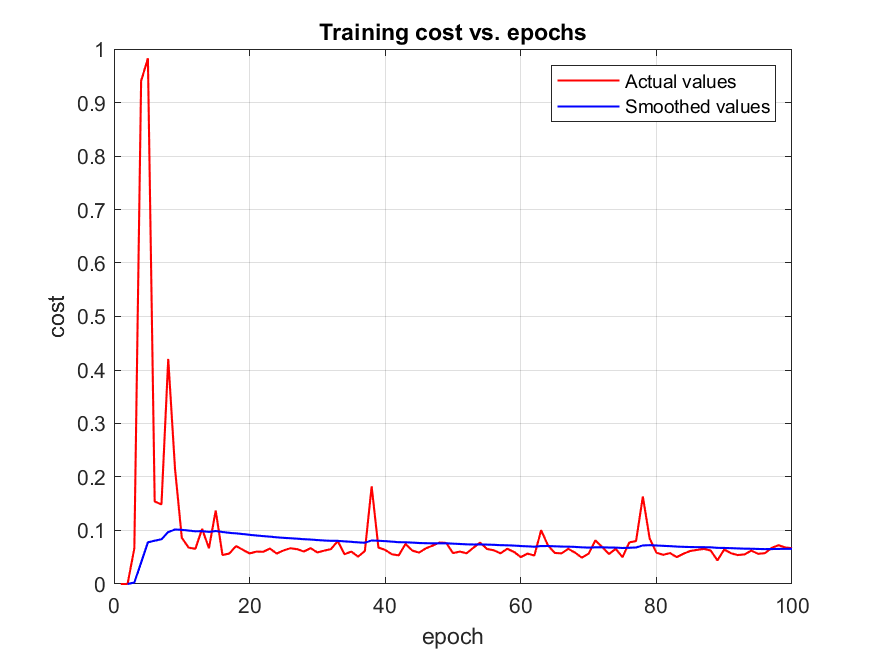 Training cost vs. epochs
Actual values
Smoothed values
1
0.9
0.8
0.7
0.6
0.5
0.4
0.3
0.2
0.1
0
cost
0 20 40 60 80 100
epoch